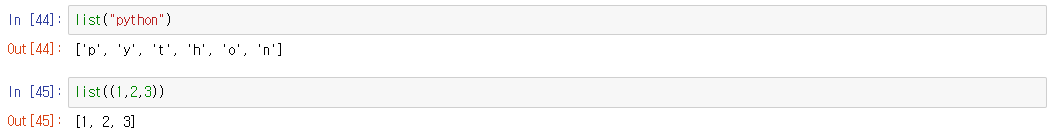 In [44]: list("python")
Out[44]: ['p', 'y', 't', 'h', 'o', 'n']
In [45]: list((1,2,3))
Out[45]: [1, 2, 3]